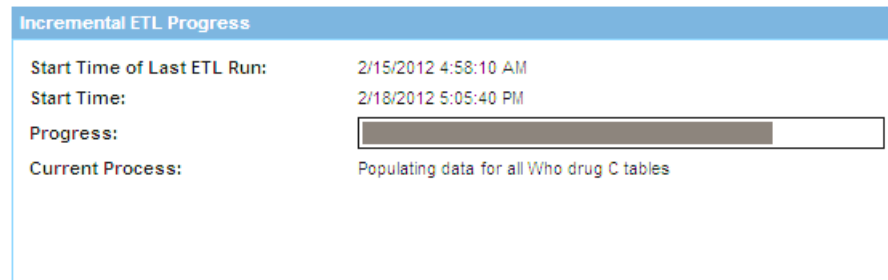 Incremental ETL Progress
Start Time of Last ETL Run: 2/15/2012 4:58:10 AM
Start Time: 2/18/2012 5:05:40 PM
Progress:
Current Process: Populating data for all Who drug C tables